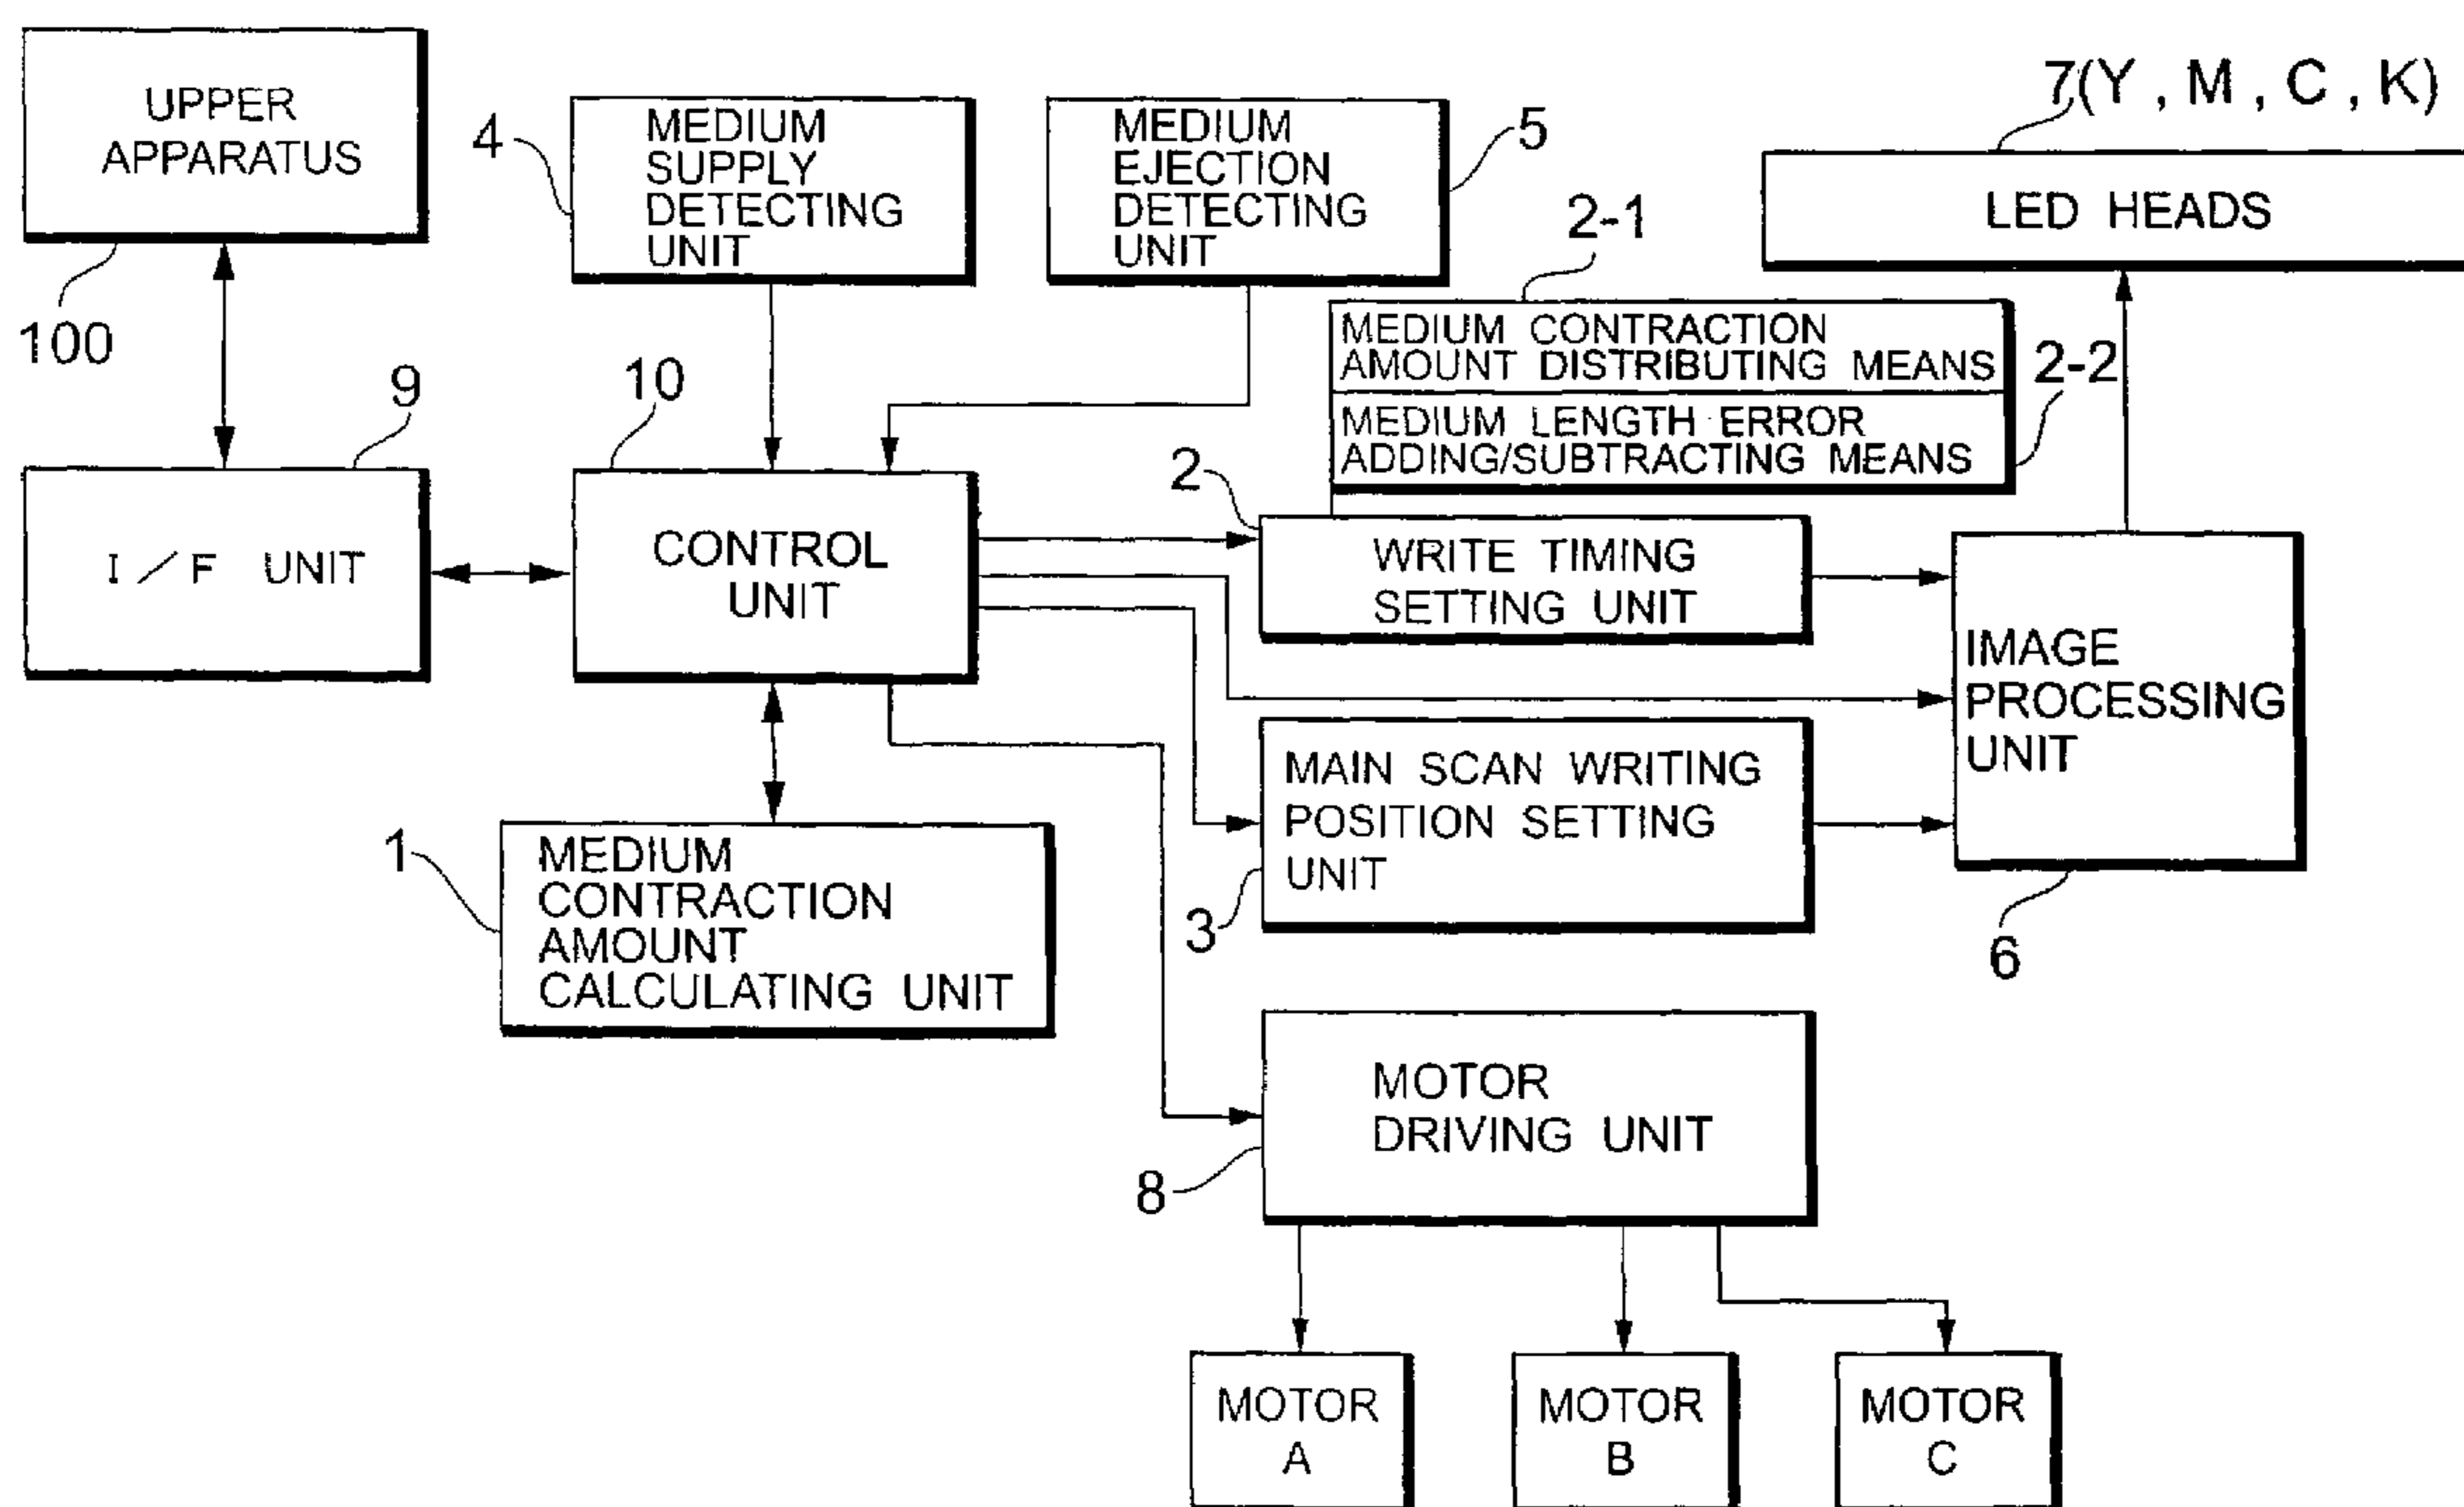 UPPER
APPARATUS
100
4
MEDIUM
SUPPLY
DETECTING
UNIT
MEDIUM
EJECTION
DETECTING
UNIT
5
7(Y , M , C , K)
LED HEADS
2-1
MEDIUM CONTRACTION
AMOUNT DISTRIBUTING MEANS
2-2
MEDIUM LENGTH ERROR
ADDING/SUBTRACTING MEANS
9
I／F UNIT
10
CONTROL
UNIT
2
WRITE TIMING
SETTING UNIT
IMAGE
PROCESSING
UNIT
6
1
MEDIUM
CONTRACTION
AMOUNT
CALCULATING UNIT
MAIN SCAN WRITING
POSITION SETTING
UNIT
3
MOTOR
DRIVING UNIT
8
MOTOR
A
MOTOR
B
MOTOR
C